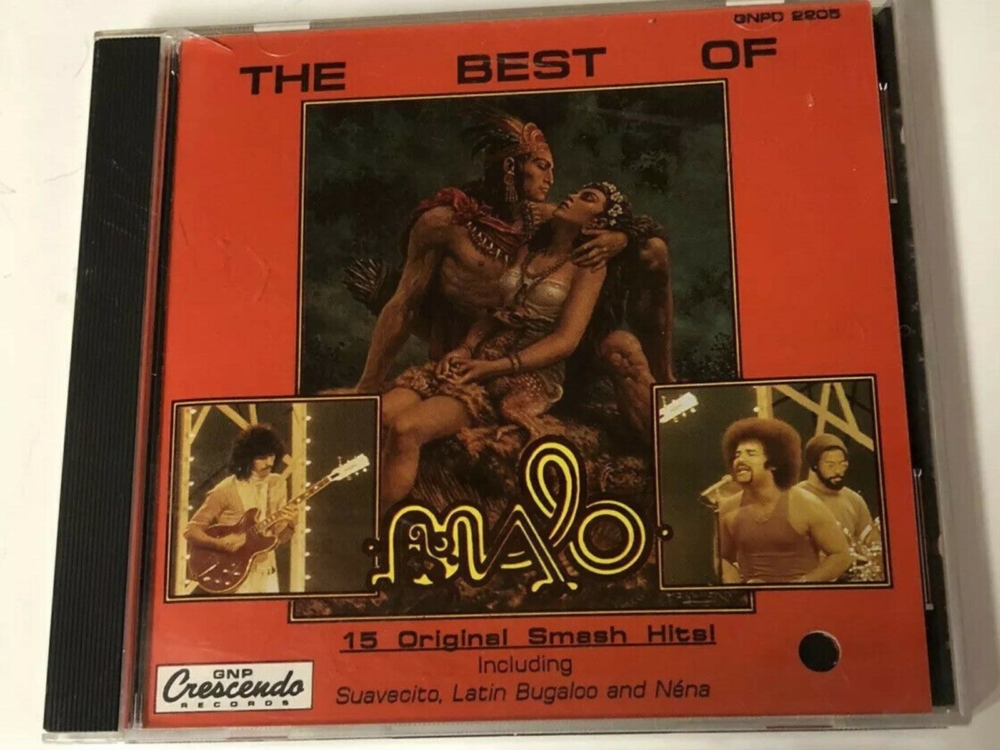 GNPD 2205
THE BEST OF
MALO
15 Original Smash Hits!
Including
Suavecito, Latin Bugaloo and Néna
GNP
Crescendo
RECORDS